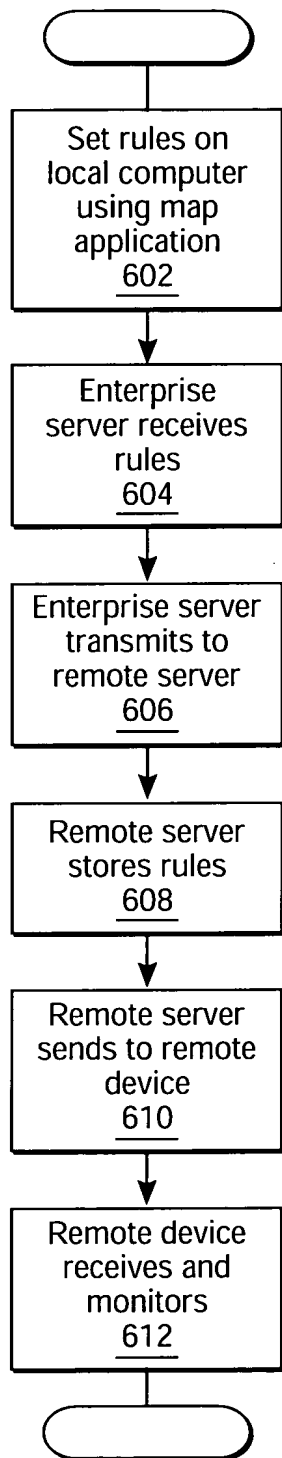 Set rules on
local computer
using map
application
602
Enterprise
server receives
rules
604
Enterprise server
transmits to
remote server
606
Remote server
stores rules
608
Remote server
sends to remote
device
610
Remote device
receives and
monitors
612